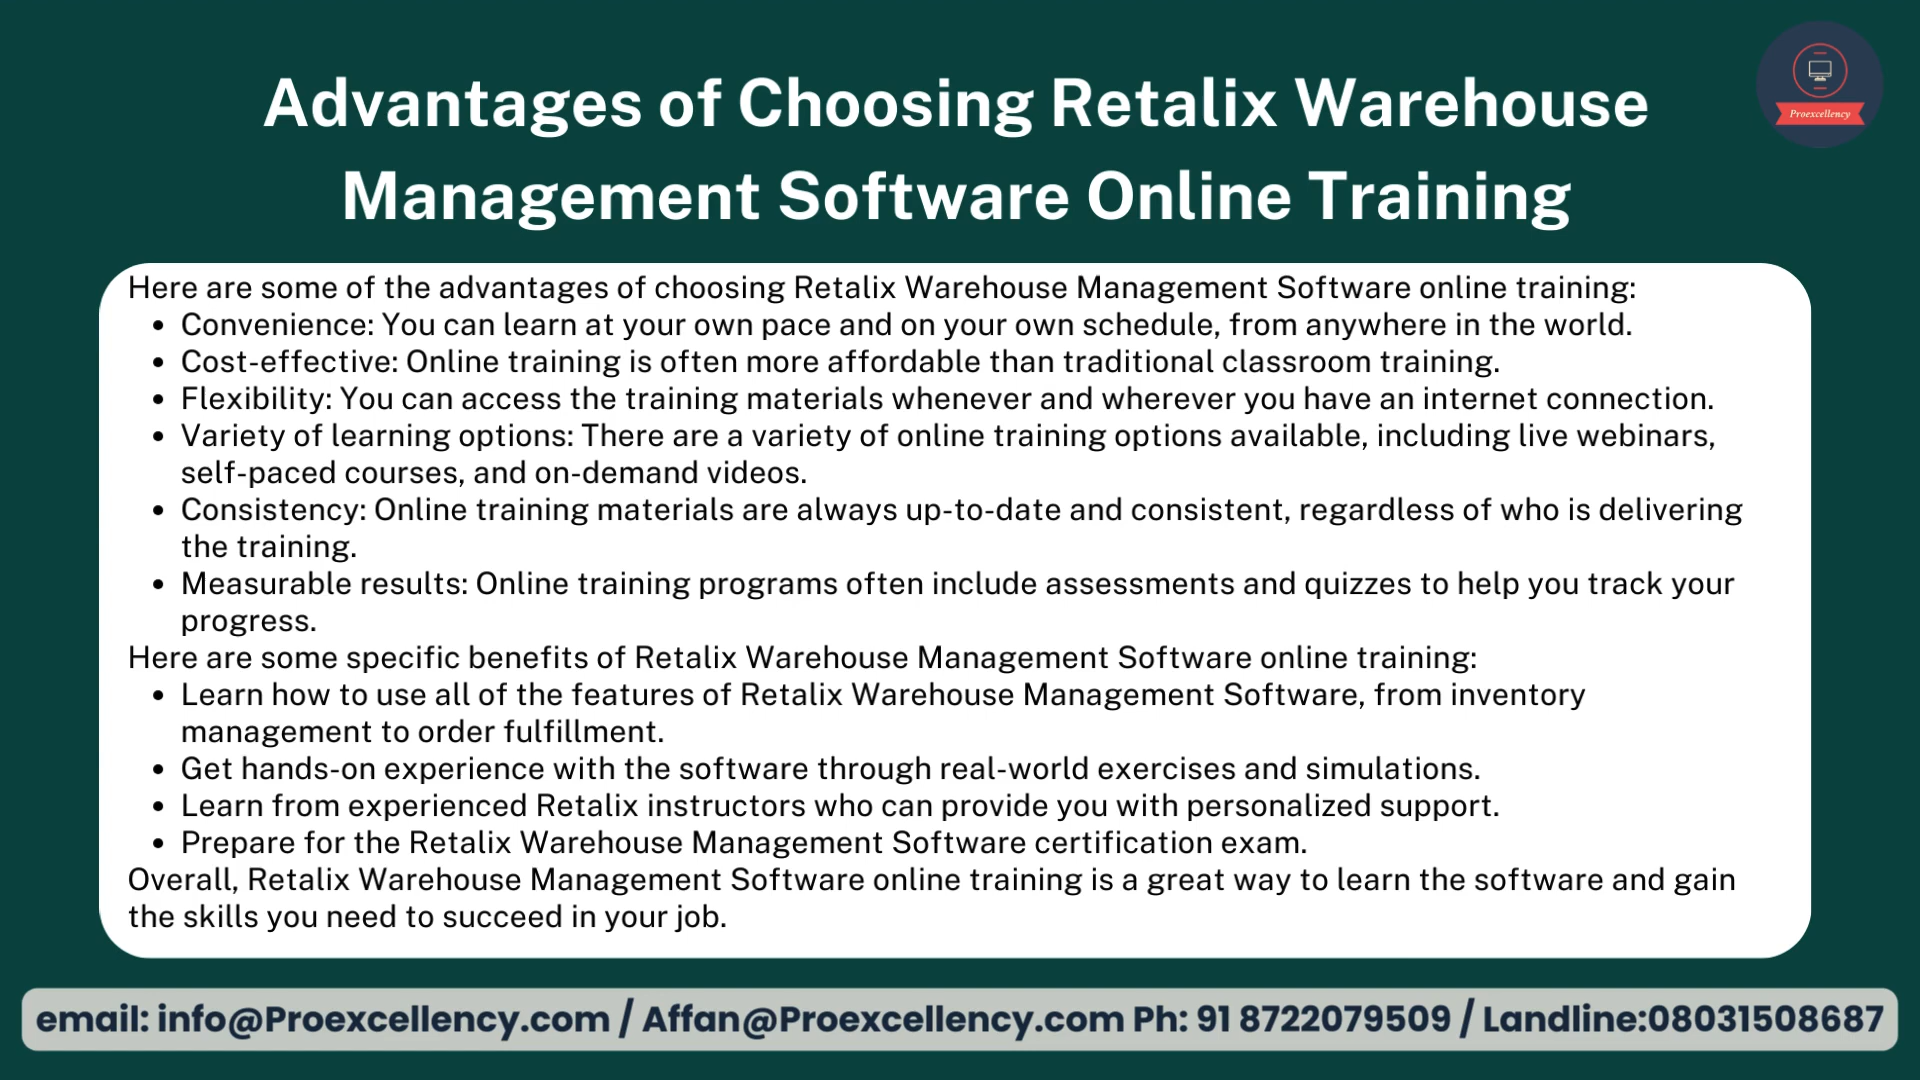 Advantages of Choosing Retalix Warehouse
Management Software Online Training
Proexcellency
Here are some of the advantages of choosing Retalix Warehouse Management Software online training:
• Convenience: You can learn at your own pace and on your own schedule, from anywhere in the world.
• Cost-effective: Online training is often more affordable than traditional classroom training.
• Flexibility: You can access the training materials whenever and wherever you have an internet connection.
• Variety of learning options: There are a variety of online training options available, including live webinars,
self-paced courses, and on-demand videos.
• Consistency: Online training materials are always up-to-date and consistent, regardless of who is delivering
the training.
• Measurable results: Online training programs often include assessments and quizzes to help you track your
progress.
Here are some specific benefits of Retalix Warehouse Management Software online training:
• Learn how to use all of the features of Retalix Warehouse Management Software, from inventory
management to order fulfillment.
• Get hands-on experience with the software through real-world exercises and simulations.
• Learn from experienced Retalix instructors who can provide you with personalized support.
• Prepare for the Retalix Warehouse Management Software certification exam.
Overall, Retalix Warehouse Management Software online training is a great way to learn the software and gain
the skills you need to succeed in your job.
email: info@Proexcellency.com / Affan@Proexcellency.com Ph: 91 8722079509 / Landline:08031508687